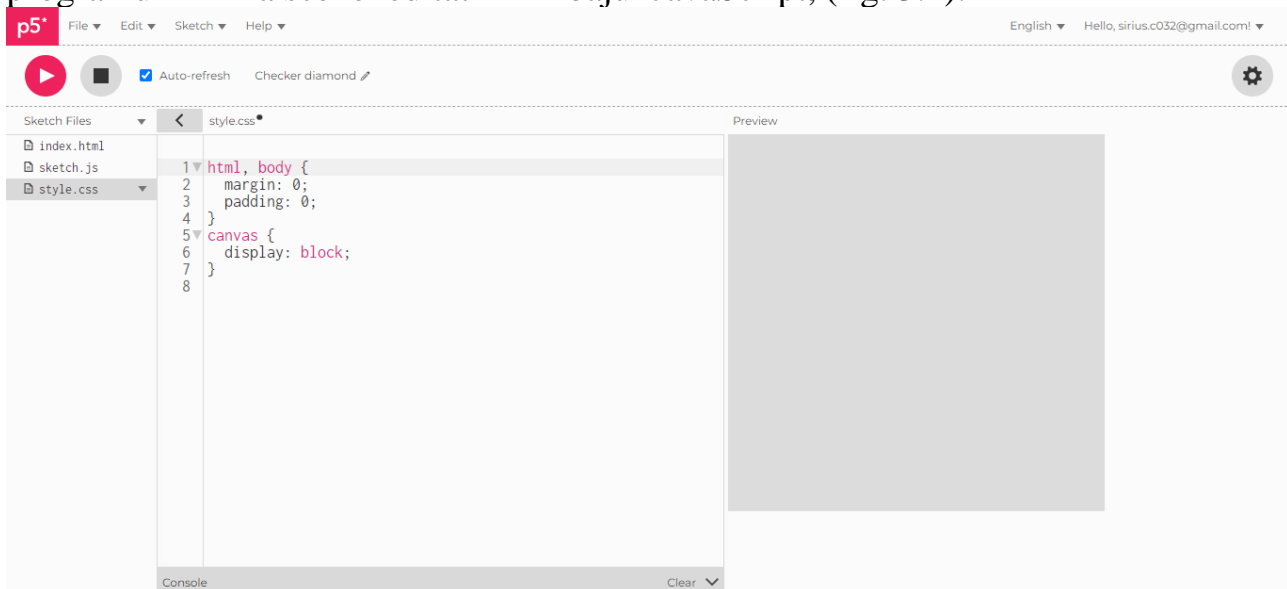 p5* File Edit Sketch Help English Hello, sirius.c032@gmail.com!
Auto-refresh Checker diamond
Sketch Files style.css Preview
index.html
sketch.js
style.css
1 html, body {
2 margin: 0;
3 padding: 0;
4 }
5 canvas {
6 display: block;
7 }
8
Console Clear